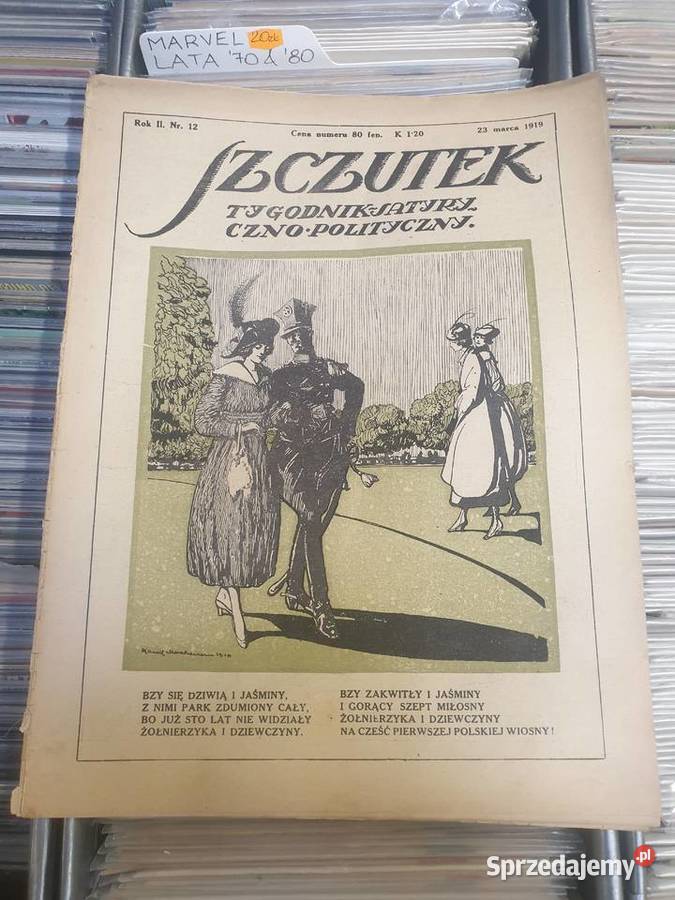 MARVEL 20zł
LATA '70 & '80
Rok II. Nr. 12
Cena numeru 80 fen. K 1·20
23 marca 1919
SZCZUTEK
TYGODNIK·SATYRY-
CZNO·POLITYCZNY.
BZY SIĘ DZIWIĄ I JAŚMINY,
Z NIMI PARK ZDUMIONY CAŁY,
BO JUŻ STO LAT NIE WIDZIAŁY
ŻOŁNIERZYKA I DZIEWCZYNY.
BZY ZAKWITŁY I JAŚMINY
I GORĄCY SZEPT MIŁOSNY
ŻOŁNIERZYKA I DZIEWCZYNY
NA CZEŚĆ PIERWSZEJ POLSKIEJ WIOSNY!
Sprzedajemy.pl